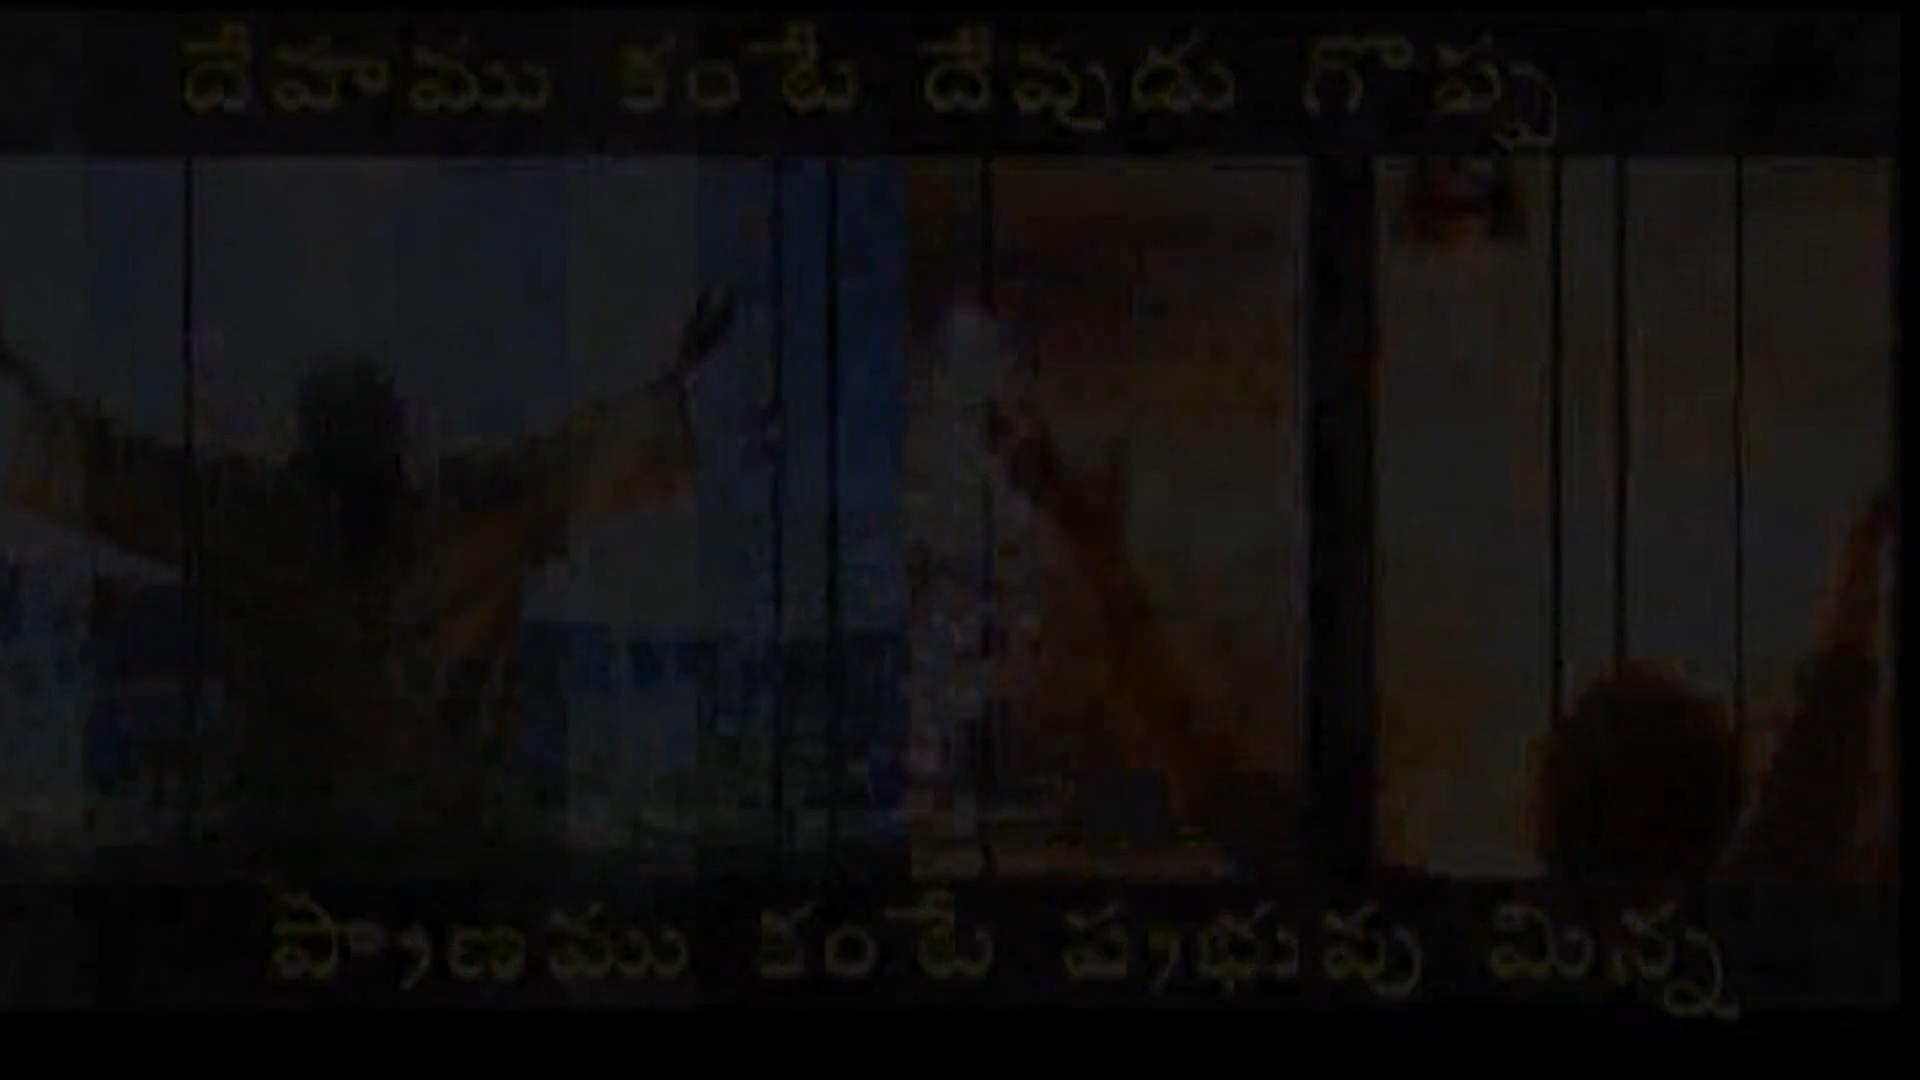 దేహము కంటే దేవుడు గొప్ప
ప్రాణము కంటే ప్రభువు మిన్న